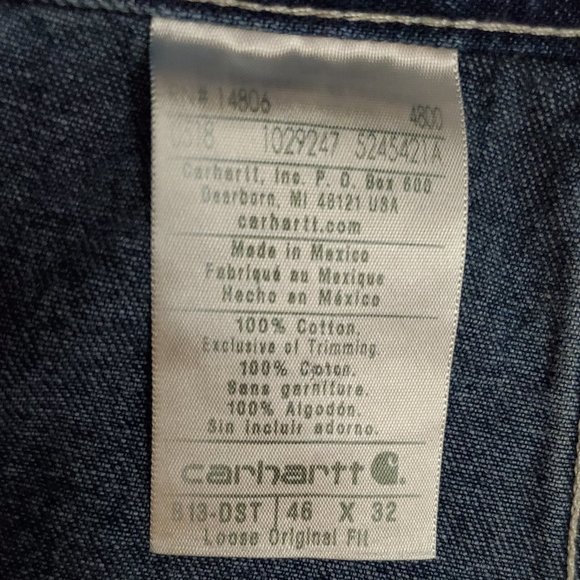 RN# 14806 4800
0318 1029247 5245421A
Carhartt, Inc. P. O. Box 600
Dearborn, MI 48121 USA
carhartt.com
Made in Mexico
Fabriqué au Mexique
Hecho en México
100% Cotton.
Exclusive of Trimming.
100% Coton.
Sans garniture.
100% Algodón.
Sin incluir adorno.
carhartt
B13-DST 46 X 32
Loose Original Fit